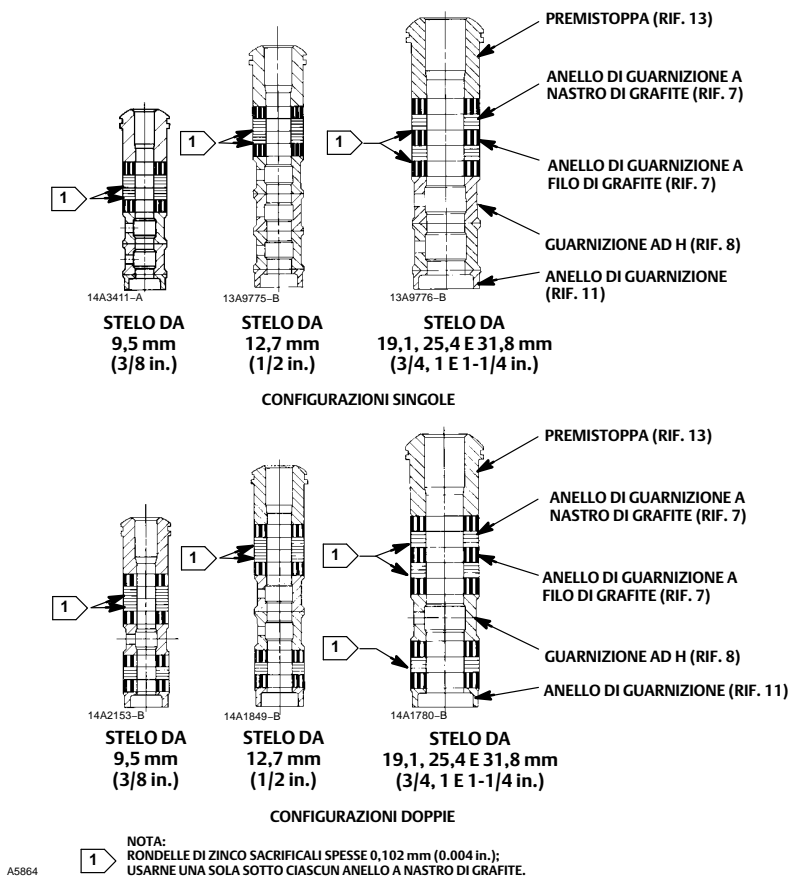 PREMISTOPPA (RIF. 13)
ANELLO DI GUARNIZIONE A
NASTRO DI GRAFITE (RIF. 7)
1
1
1
ANELLO DI GUARNIZIONE A
FILO DI GRAFITE (RIF. 7)
GUARNIZIONE AD H (RIF. 8)
ANELLO DI GUARNIZIONE
(RIF. 11)
14A3411–A
13A9775–B
13A9776–B
STELO DA
9,5 mm
(3/8 in.)
STELO DA
12,7 mm
(1/2 in.)
STELO DA
19,1, 25,4 E 31,8 mm
(3/4, 1 E 1-1/4 in.)
CONFIGURAZIONI SINGOLE
PREMISTOPPA (RIF. 13)
ANELLO DI GUARNIZIONE A
NASTRO DI GRAFITE (RIF. 7)
1
1
1
ANELLO DI GUARNIZIONE A
FILO DI GRAFITE (RIF. 7)
1
GUARNIZIONE AD H (RIF. 8)
ANELLO DI GUARNIZIONE (RIF. 11)
14A2153–B
14A1849–B
14A1780–B
STELO DA
9,5 mm
(3/8 in.)
STELO DA
12,7 mm
(1/2 in.)
STELO DA
19,1, 25,4 E 31,8 mm
(3/4, 1 E 1-1/4 in.)
CONFIGURAZIONI DOPPIE
NOTA:
1
RONDELLE DI ZINCO SACRIFICALI SPESSE 0,102 mm (0.004 in.);
USARNE UNA SOLA SOTTO CIASCUN ANELLO A NASTRO DI GRAFITE.
A5864